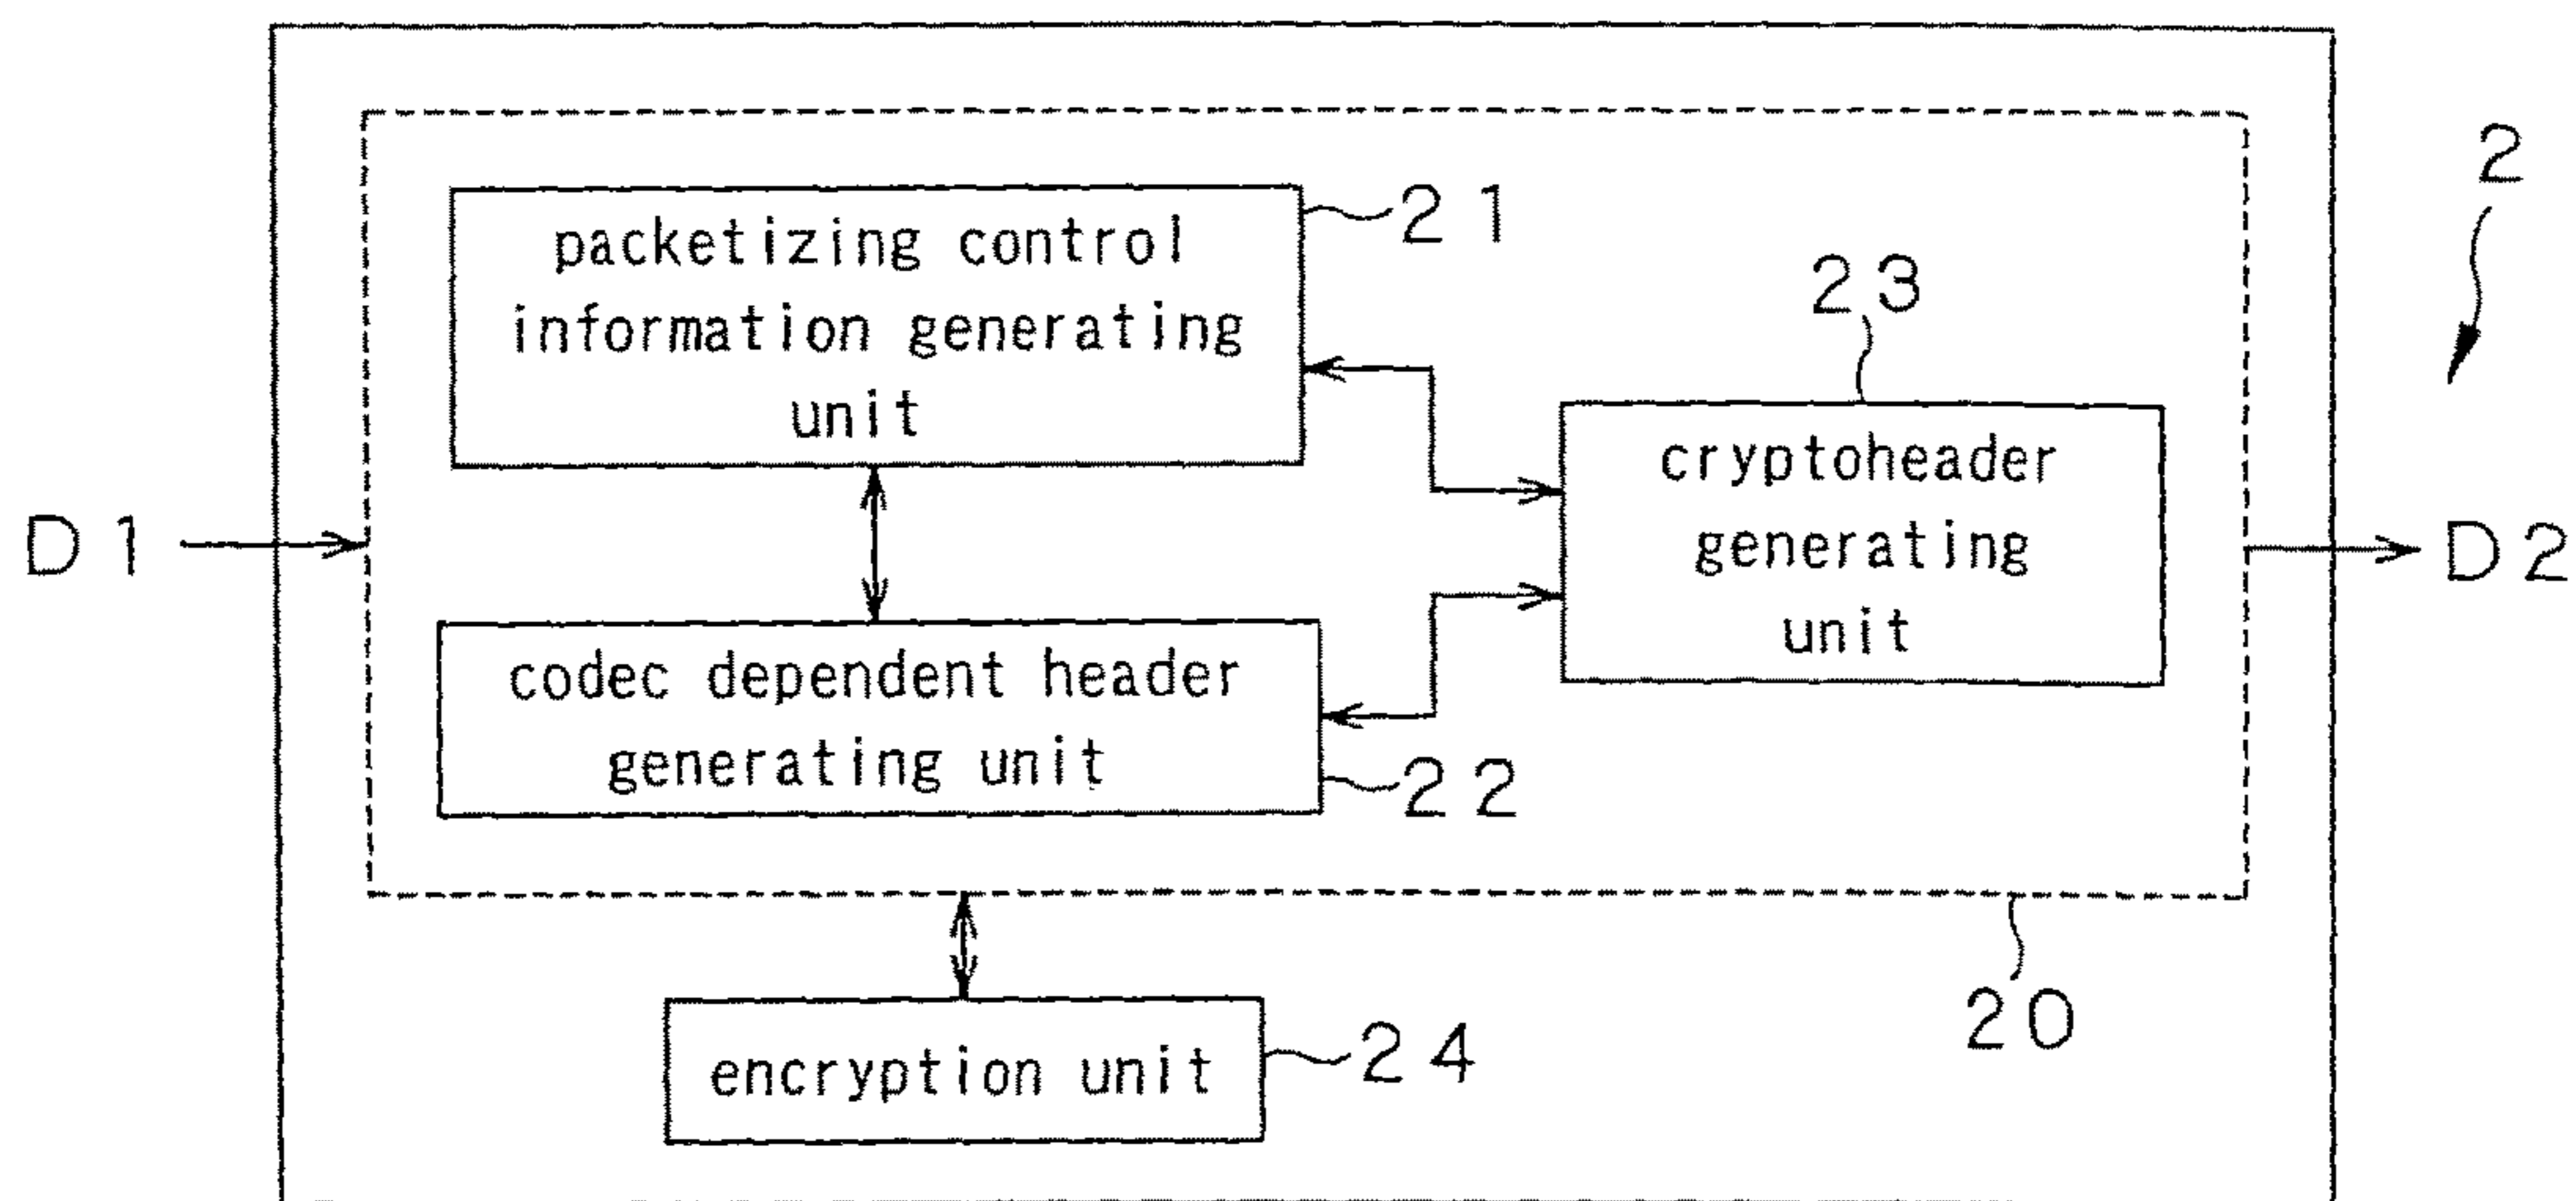 2
21
packetizing control
information generating
unit
23
cryptoheader
generating
unit
D1
D2
codec dependent header
generating unit
22
20
encryption unit
24